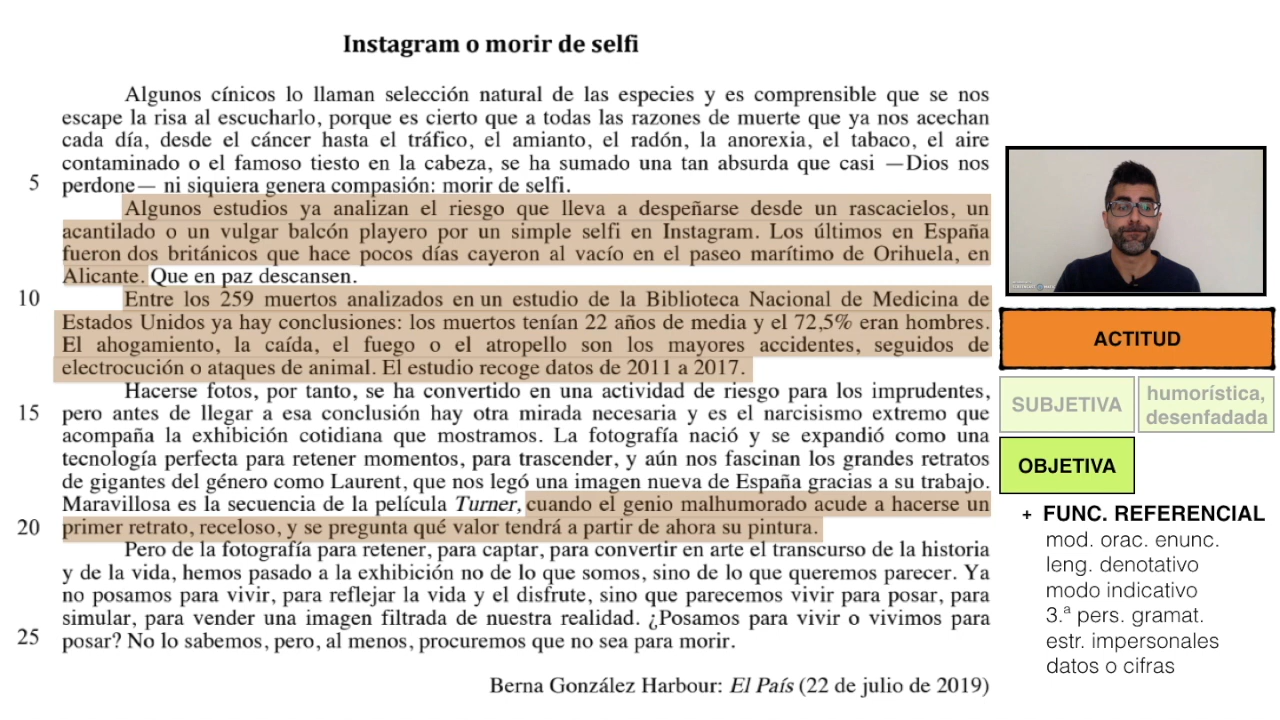 Instagram o morir de selfi
Algunos cínicos lo llaman selección natural de las especies y es comprensible que se nos
escape la risa al escucharlo, porque es cierto que a todas las razones de muerte que ya nos acechan
cada día, desde el cáncer hasta el tráfico, el amianto, el radón, la anorexia, el tabaco, el aire
contaminado o el famoso tiesto en la cabeza, se ha sumado una tan absurda que casi —Dios nos
5 perdone— ni siquiera genera compasión: morir de selfi.
Algunos estudios ya analizan el riesgo que lleva a despeñarse desde un rascacielos, un
acantilado o un vulgar balcón playero por un simple selfi en Instagram. Los últimos en España
fueron dos británicos que hace pocos días cayeron al vacío en el paseo marítimo de Orihuela, en
Alicante. Que en paz descansen.
10 Entre los 259 muertos analizados en un estudio de la Biblioteca Nacional de Medicina de
Estados Unidos ya hay conclusiones: los muertos tenían 22 años de media y el 72,5% eran hombres.
El ahogamiento, la caída, el fuego o el atropello son los mayores accidentes, seguidos de
electrocución o ataques de animal. El estudio recoge datos de 2011 a 2017.
Hacerse fotos, por tanto, se ha convertido en una actividad de riesgo para los imprudentes,
15 pero antes de llegar a esa conclusión hay otra mirada necesaria y es el narcisismo extremo que
acompaña la exhibición cotidiana que mostramos. La fotografía nació y se expandió como una
tecnología perfecta para retener momentos, para trascender, y aún nos fascinan los grandes retratos
de gigantes del género como Laurent, que nos legó una imagen nueva de España gracias a su trabajo.
Maravillosa es la secuencia de la película Turner, cuando el genio malhumorado acude a hacerse un
20 primer retrato, receloso, y se pregunta qué valor tendrá a partir de ahora su pintura.
Pero de la fotografía para retener, para captar, para convertir en arte el transcurso de la historia
y de la vida, hemos pasado a la exhibición no de lo que somos, sino de lo que queremos parecer. Ya
no posamos para vivir, para reflejar la vida y el disfrute, sino que parecemos vivir para posar, para
simular, para vender una imagen filtrada de nuestra realidad. ¿Posamos para vivir o vivimos para
25 posar? No lo sabemos, pero, al menos, procuremos que no sea para morir.
Berna González Harbour: El País (22 de julio de 2019)
ACTITUD
SUBJETIVA
humorística,
desenfadada
OBJETIVA
+ FUNC. REFERENCIAL
mod. orac. enunc.
leng. denotativo
modo indicativo
3.ª pers. gramat.
estr. impersonales
datos o cifras